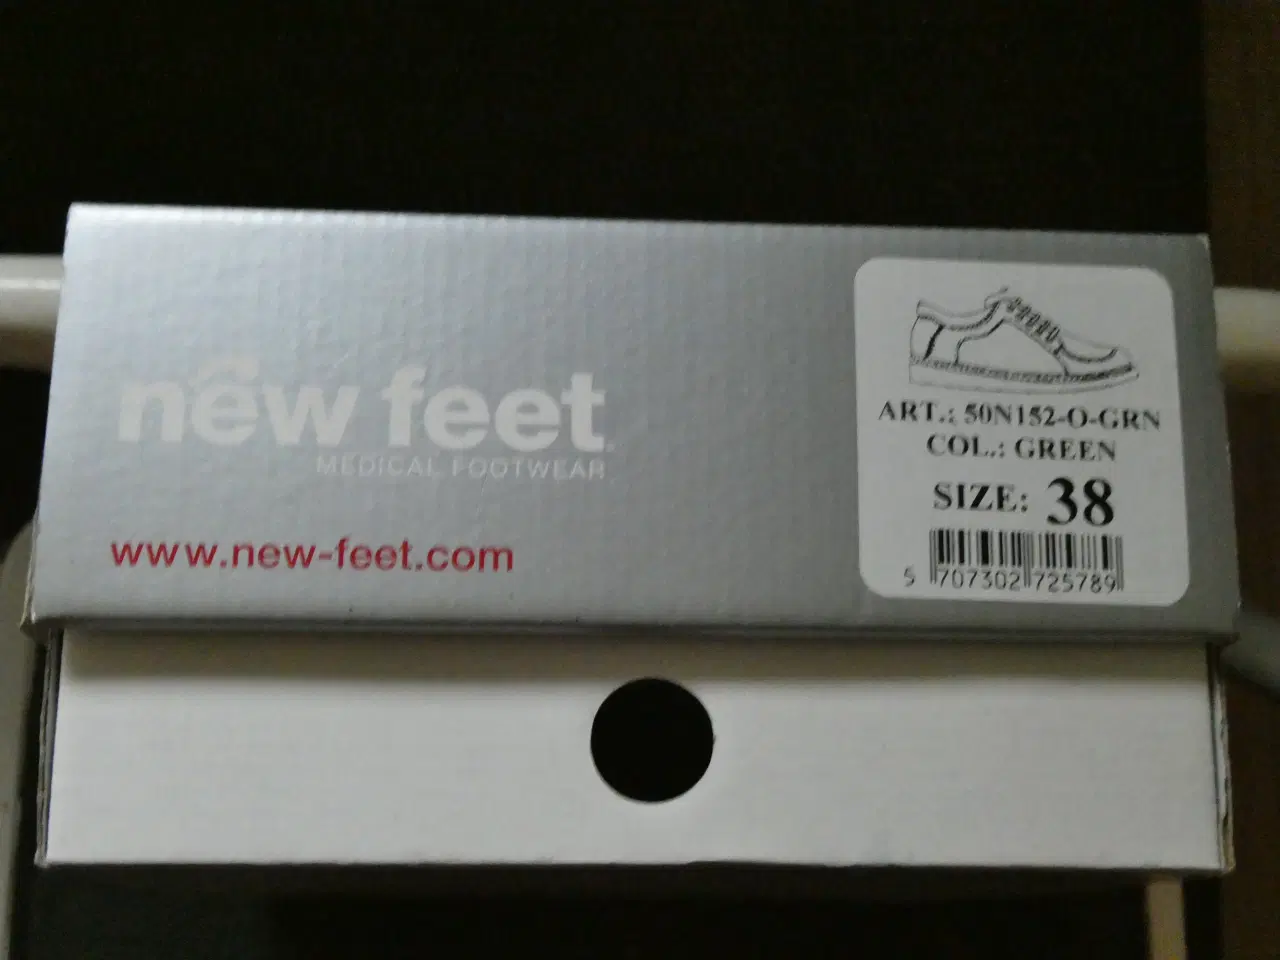 new feet
MEDICAL FOOTWEAR
www.new-feet.com
ART.: 50N152-O-GRN
COL.: GREEN
SIZE: 38
5 707302 725789